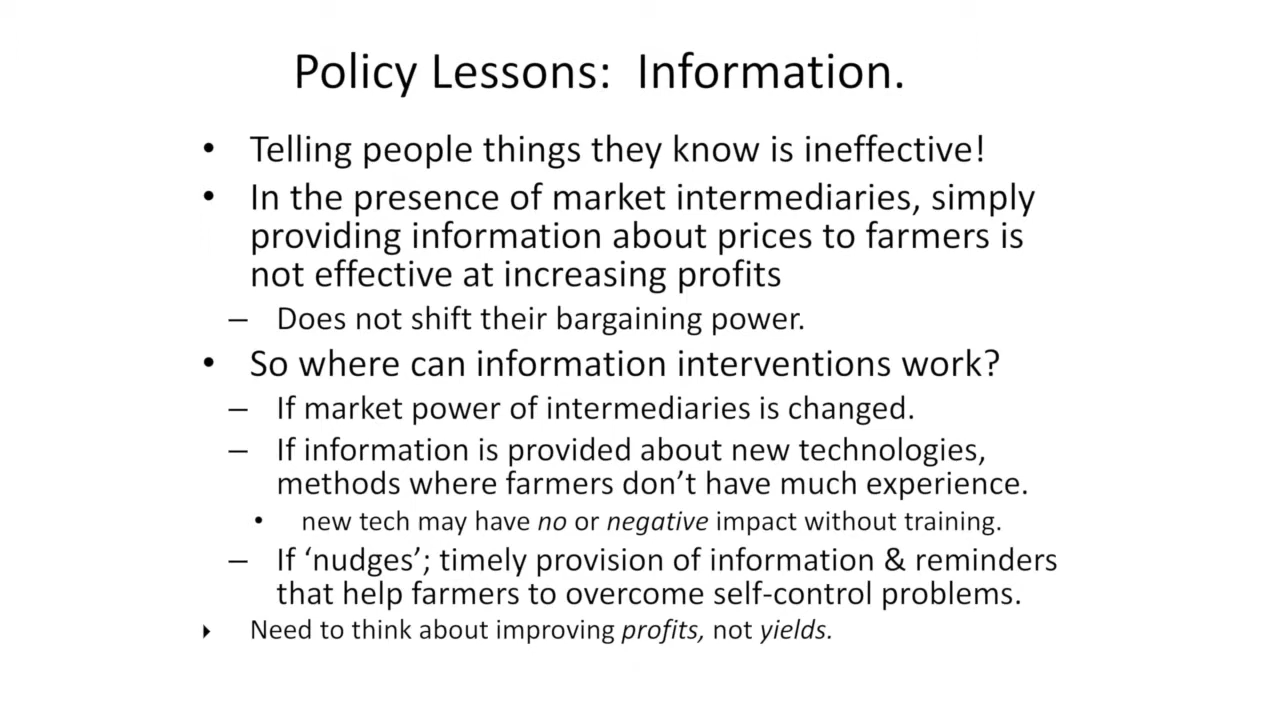 Policy Lessons:  Information.
• Telling people things they know is ineffective!
• In the presence of market intermediaries, simply
providing information about prices to farmers is
not effective at increasing profits
– Does not shift their bargaining power.
• So where can information interventions work?
– If market power of intermediaries is changed.
– If information is provided about new technologies,
methods where farmers don’t have much experience.
• new tech may have no or negative impact without training.
– If ‘nudges’; timely provision of information & reminders
that help farmers to overcome self-control problems.
‣ Need to think about improving profits, not yields.